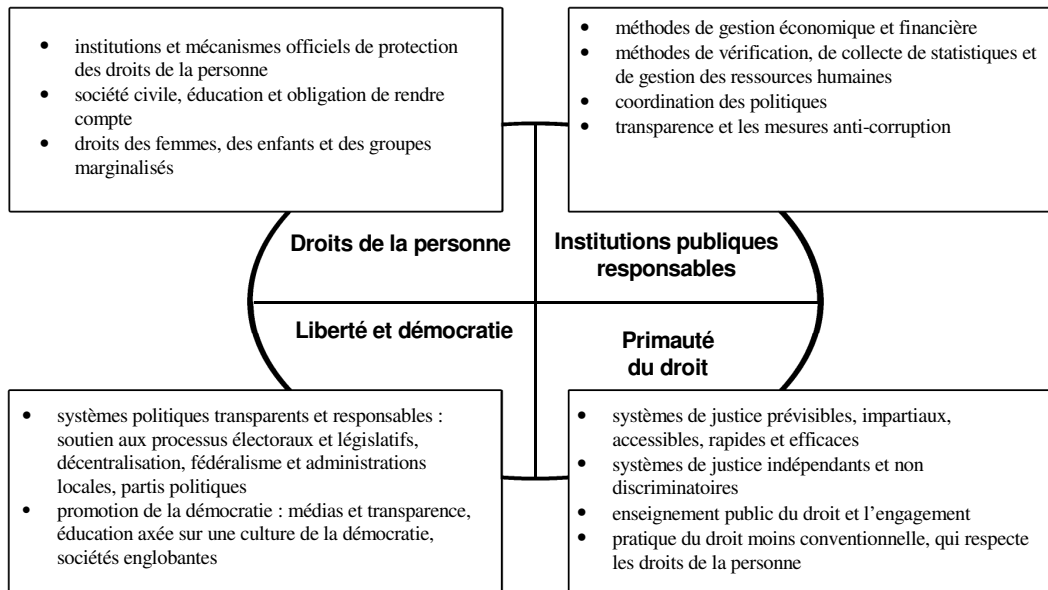 • institutions et mécanismes officiels de protection
des droits de la personne
• société civile, éducation et obligation de rendre
compte
• droits des femmes, des enfants et des groupes
marginalisés
• méthodes de gestion économique et financière
• méthodes de vérification, de collecte de statistiques et
de gestion des ressources humaines
• coordination des politiques
• transparence et les mesures anti-corruption
Droits de la personne
Institutions publiques
responsables
Liberté et démocratie
Primauté
du droit
• systèmes politiques transparents et responsables :
soutien aux processus électoraux et législatifs,
décentralisation, fédéralisme et administrations
locales, partis politiques
• promotion de la démocratie : médias et transparence,
éducation axée sur une culture de la démocratie,
sociétés englobantes
• systèmes de justice prévisibles, impartiaux,
accessibles, rapides et efficaces
• systèmes de justice indépendants et non
discriminatoires
• enseignement public du droit et l’engagement
• pratique du droit moins conventionnelle, qui respecte
les droits de la personne